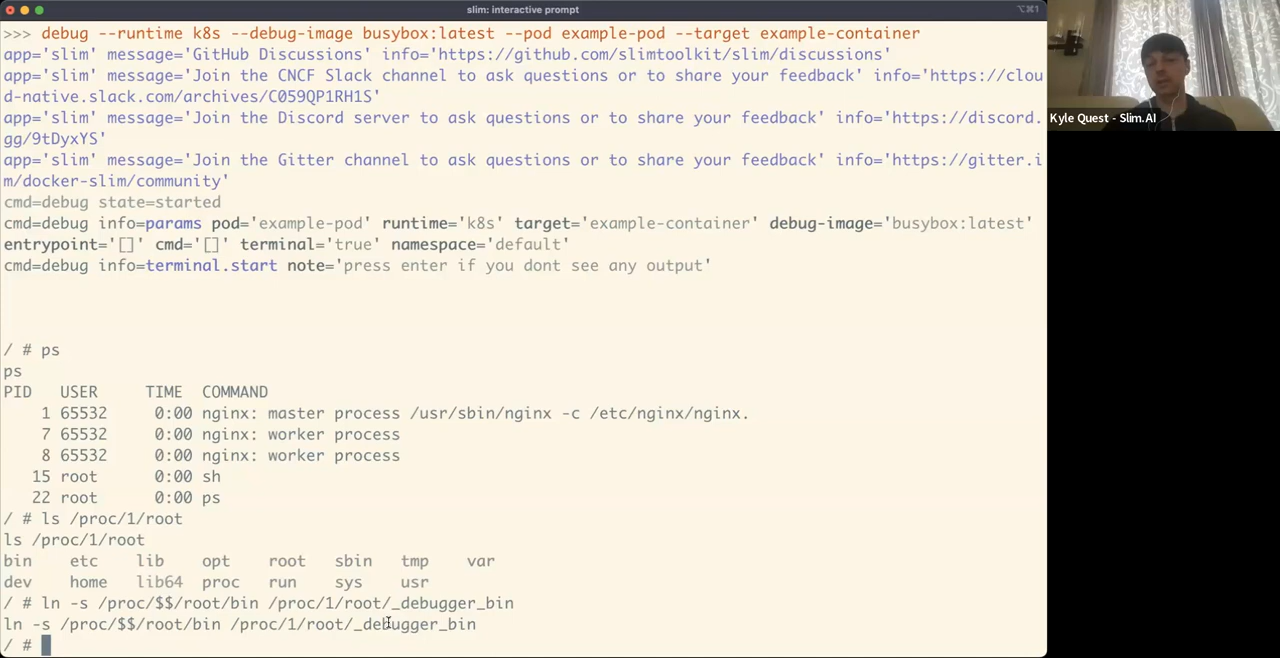 slim: interactive prompt
⌥⌘1
>>> debug --runtime k8s --debug-image busybox:latest --pod example-pod --target example-container
app='slim' message='GitHub Discussions' info='https://github.com/slimtoolkit/slim/discussions'
app='slim' message='Join the CNCF Slack channel to ask questions or to share your feedback' info='https://clou
d-native.slack.com/archives/C059QP1RH1S'
app='slim' message='Join the Discord server to ask questions or to share your feedback' info='https://discord.
gg/9tDyxYS'
app='slim' message='Join the Gitter channel to ask questions or to share your feedback' info='https://gitter.i
m/docker-slim/community'
cmd=debug state=started
cmd=debug info=params pod='example-pod' runtime='k8s' target='example-container' debug-image='busybox:latest'
entrypoint='[]' cmd='[]' terminal='true' namespace='default'
cmd=debug info=terminal.start note='press enter if you dont see any output'
/ # ps
ps
PID USER TIME COMMAND
1 65532 0:00 nginx: master process /usr/sbin/nginx -c /etc/nginx/nginx.
7 65532 0:00 nginx: worker process
8 65532 0:00 nginx: worker process
15 root 0:00 sh
22 root 0:00 ps
/ # ls /proc/1/root
ls /proc/1/root
bin etc lib opt root sbin tmp var
dev home lib64 proc run sys usr
/ # ln -s /proc/$$/root/bin /proc/1/root/_debugger_bin
ln -s /proc/$$/root/bin /proc/1/root/_debugger_bin
/ #
Kyle Quest - Slim.AI